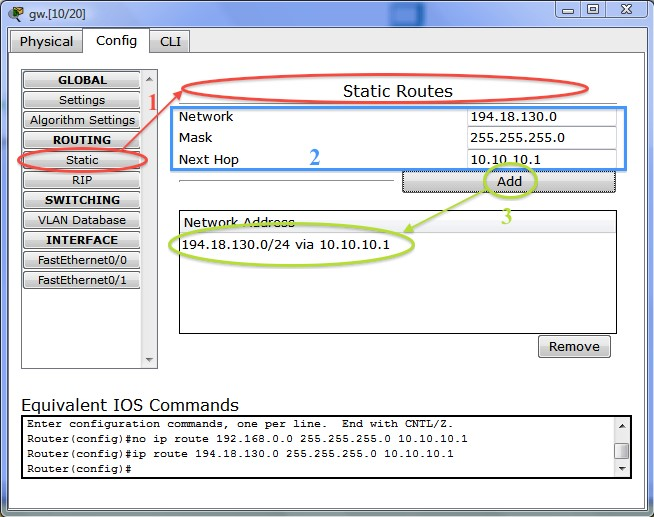 gw.[10/20]
Physical Config CLI
GLOBAL
Settings
Algorithm Settings
ROUTING
Static
RIP
SWITCHING
VLAN Database
INTERFACE
FastEthernet0/0
FastEthernet0/1
1
Static Routes
Network 194.18.130.0
Mask 255.255.255.0
Next Hop 10.10.10.1
2
Add
3
Network Address
194.18.130.0/24 via 10.10.10.1
Remove
Equivalent IOS Commands
Enter configuration commands, one per line. End with CNTL/Z.
Router(config)#no ip route 192.168.0.0 255.255.255.0 10.10.10.1
Router(config)#ip route 194.18.130.0 255.255.255.0 10.10.10.1
Router(config)#